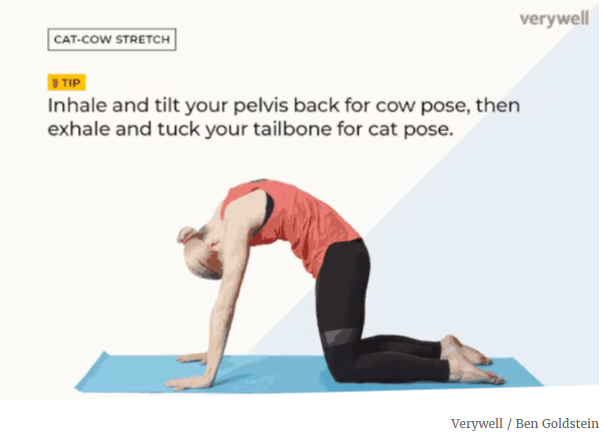 verywell
CAT-COW STRETCH
TIP
Inhale and tilt your pelvis back for cow pose, then
exhale and tuck your tailbone for cat pose.
Verywell / Ben Goldstein